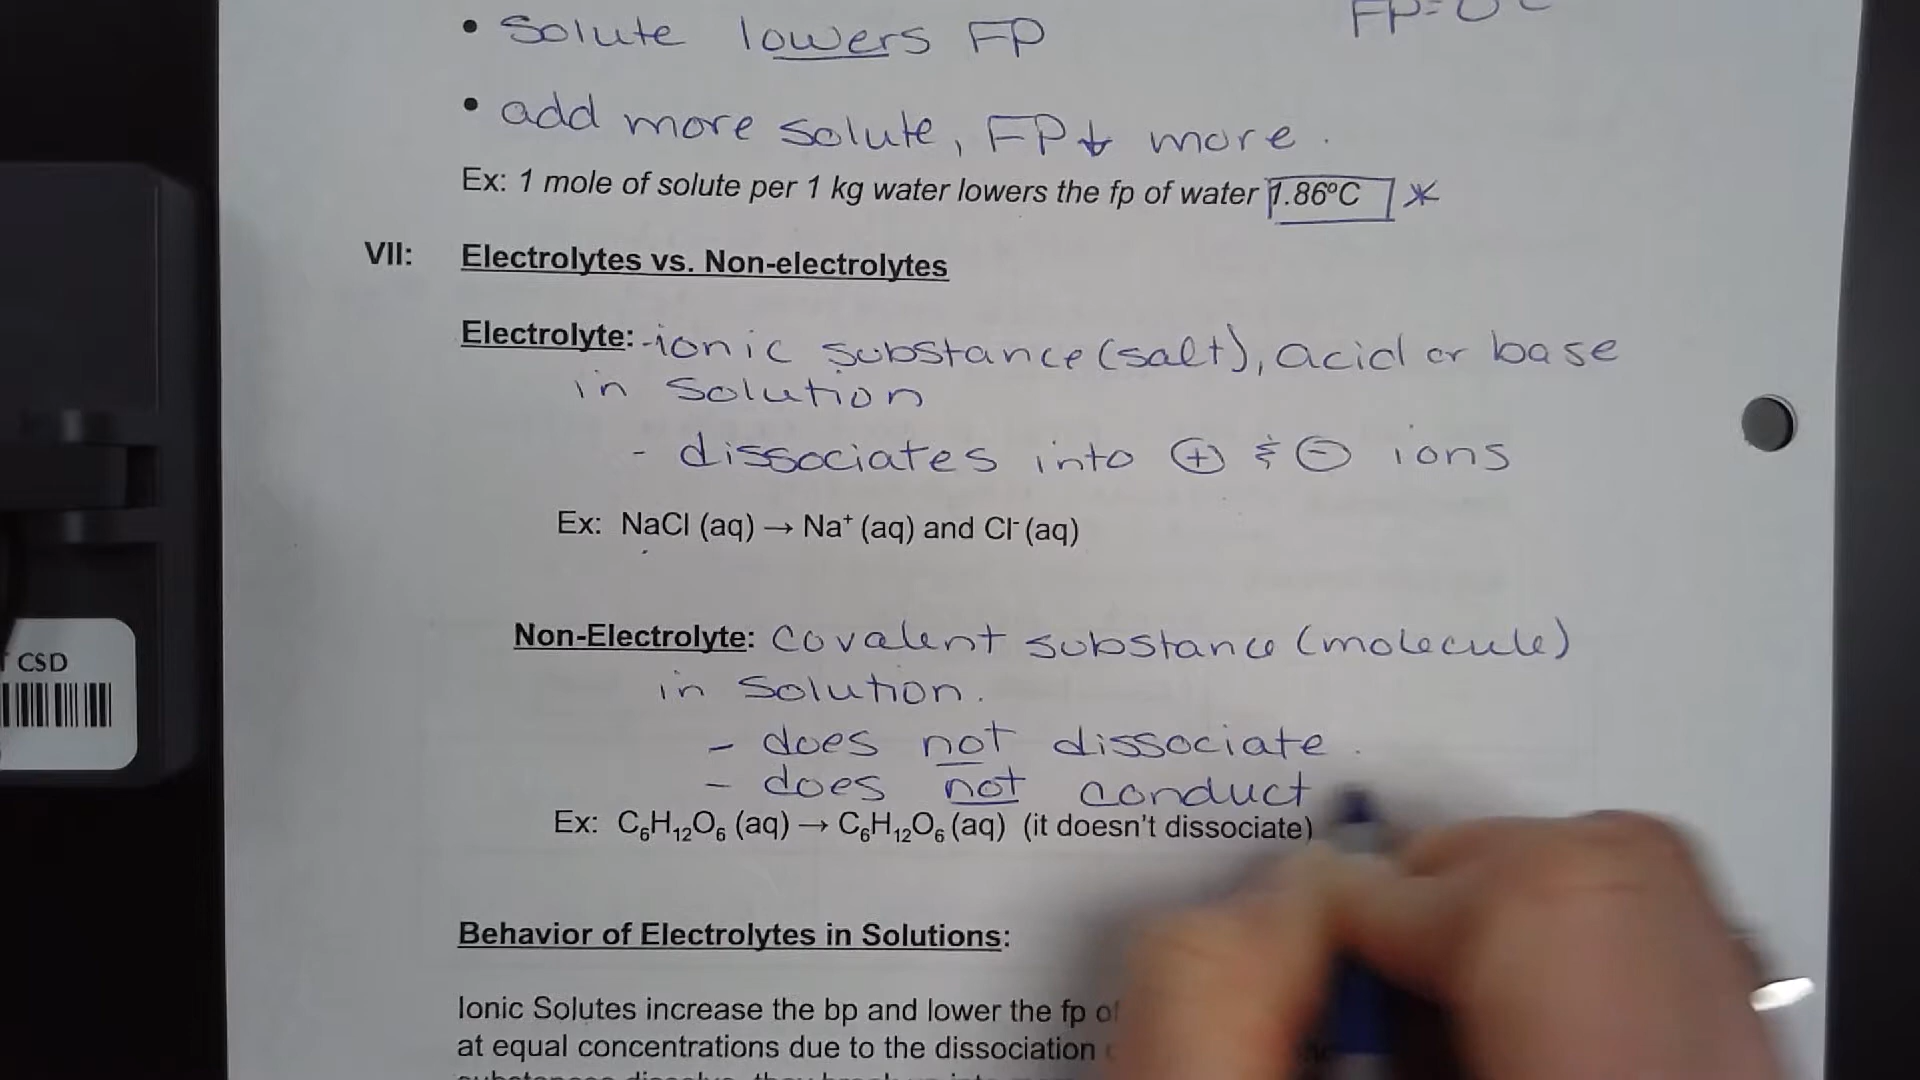 FP=0°C
• Solute lowers FP
• add more solute, FP↓ more.
Ex: 1 mole of solute per 1 kg water lowers the fp of water 1.86ºC *
VII: Electrolytes vs. Non-electrolytes
Electrolyte: -ionic substance (salt), acid or base
in solution
- dissociates into ⊕ & ⊖ ions
Ex: NaCl (aq) → Na⁺ (aq) and Cl⁻ (aq)
Non-Electrolyte: covalent substance (molecule)
in solution.
- does not dissociate.
- does not conduct
Ex: C₆H₁₂O₆ (aq) → C₆H₁₂O₆ (aq) (it doesn't dissociate)
CSD
Behavior of Electrolytes in Solutions:
Ionic Solutes increase the bp and lower the fp of
at equal concentrations due to the dissociation